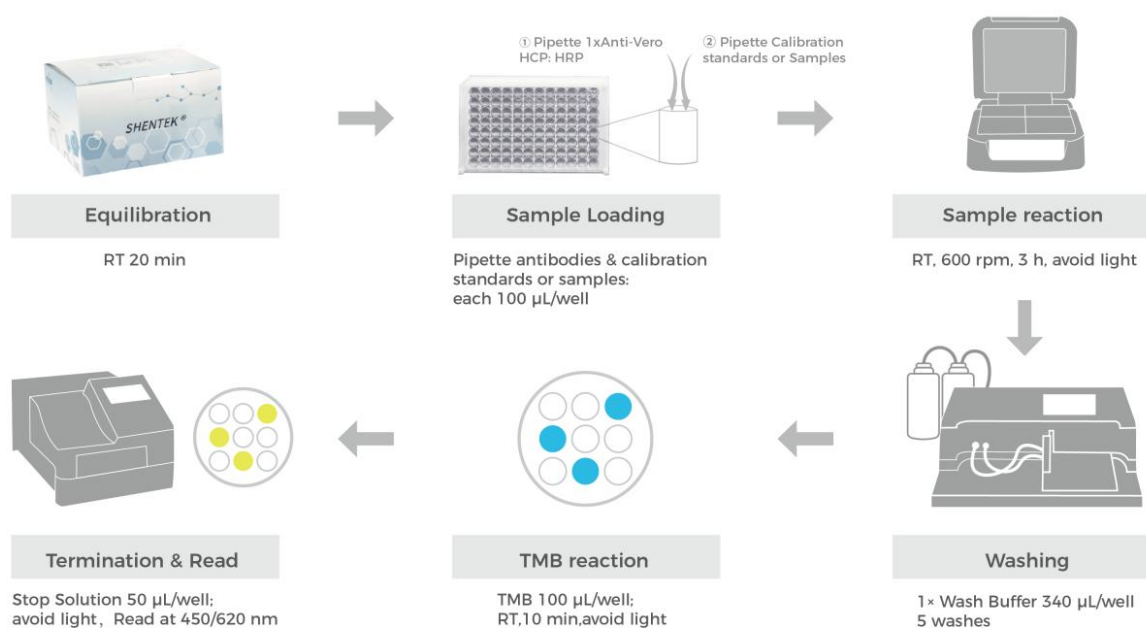 ① Pipette 1xAnti-Vero
HCP: HRP
② Pipette Calibration
standards or Samples
SHENTEK®
Equilibration
RT 20 min
Sample Loading
Pipette antibodies & calibration
standards or samples:
each 100 μL/well
Sample reaction
RT, 600 rpm, 3 h, avoid light
Termination & Read
Stop Solution 50 μL/well;
avoid light, Read at 450/620 nm
TMB reaction
TMB 100 μL/well;
RT,10 min,avoid light
Washing
1× Wash Buffer 340 μL/well
5 washes